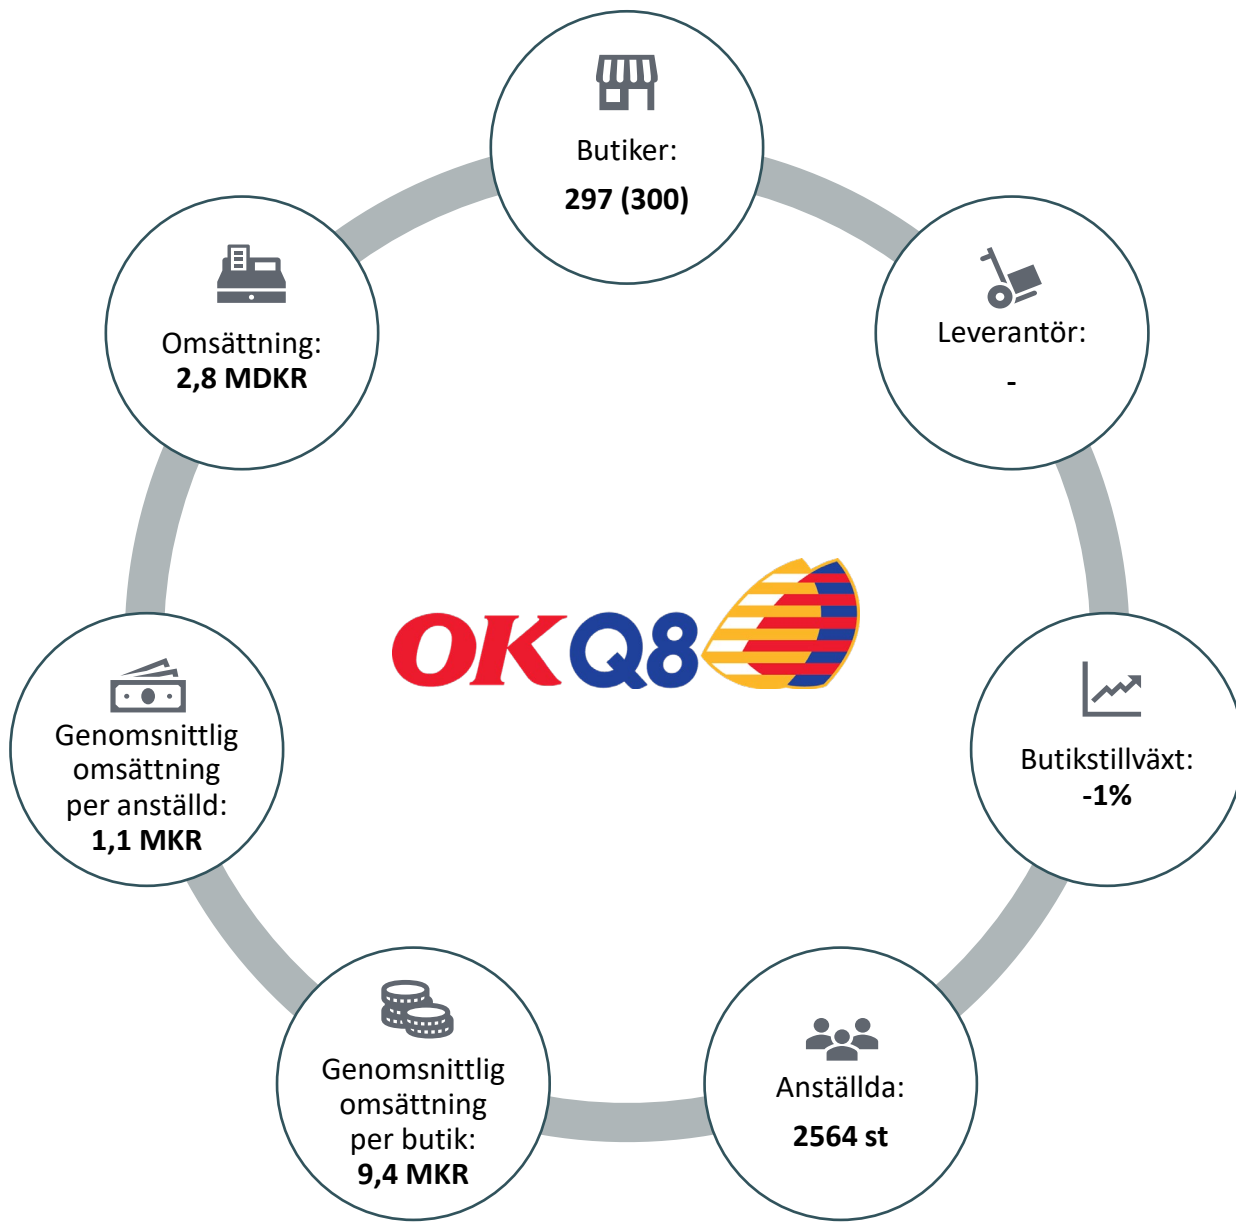 Butiker:
297 (300)
Leverantör:
-
Butikstillväxt:
-1%
Anställda:
2564 st
Genomsnittlig
omsättning
per butik:
9,4 MKR
Genomsnittlig
omsättning
per anställd:
1,1 MKR
Omsättning:
2,8 MDKR
OKQ8